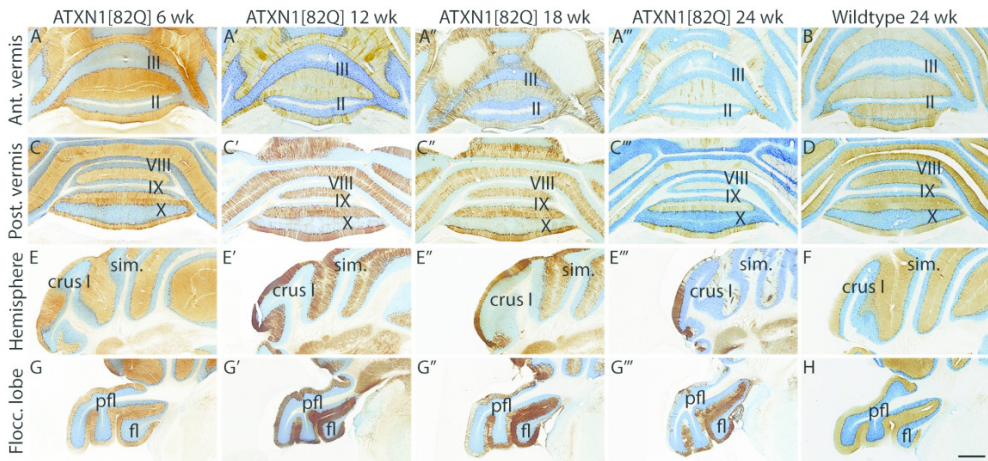 ATXN1[82Q] 6 wk ATXN1[82Q] 12 wk ATXN1[82Q] 18 wk ATXN1[82Q] 24 wk Wildtype 24 wk
Ant. vermis
A A′ A″ A‴ B
III III III III III
II II II II II
Post. vermis
C C′ C″ C‴ D
VIII VIII VIII VIII VIII
IX IX IX IX IX
X X X X X
Hemisphere
E E′ E″ E‴ F
sim. sim. sim. sim. sim.
crus I crus I crus I crus I crus I
Flocc. lobe
G G′ G″ G‴ H
pfl pfl pfl pfl pfl
fl fl fl fl fl